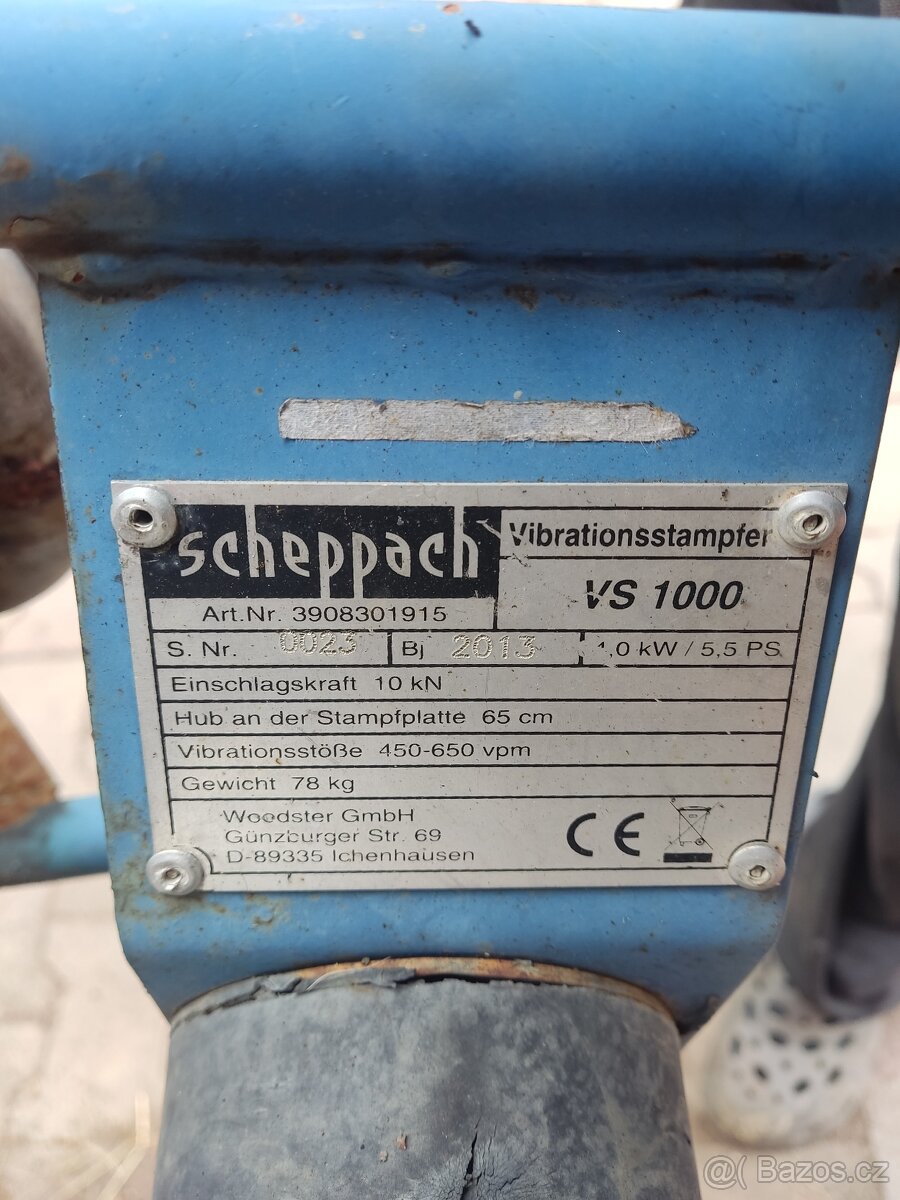 scheppach
Vibrationsstampfer
VS 1000
Art.Nr. 3908301915
S. Nr. 0023 Bj 2013 4,0 kW / 5,5 PS
Einschlagskraft 10 kN
Hub an der Stampfplatte 65 cm
Vibrationsstöße 450-650 vpm
Gewicht 78 kg
Woodster GmbH
Günzburger Str. 69
D-89335 Ichenhausen
CE
@( Bazos.cz